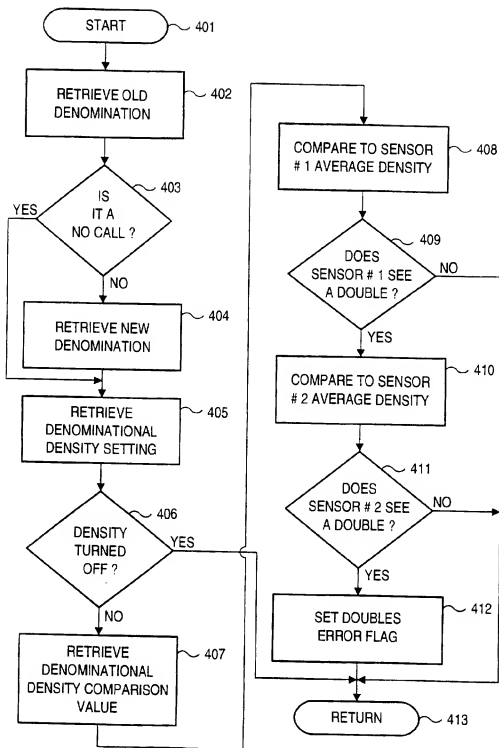 START
401
RETRIEVE OLD
DENOMINATION
402
IS
IT A
NO CALL ?
403
YES
NO
RETRIEVE NEW
DENOMINATION
404
RETRIEVE
DENOMINATIONAL
DENSITY SETTING
405
DENSITY
TURNED
OFF ?
406
YES
NO
RETRIEVE
DENOMINATIONAL
DENSITY COMPARISON
VALUE
407
COMPARE TO SENSOR
# 1 AVERAGE DENSITY
408
DOES
SENSOR # 1 SEE
A DOUBLE ?
409
NO
YES
COMPARE TO SENSOR
# 2 AVERAGE DENSITY
410
DOES
SENSOR # 2 SEE
A DOUBLE ?
411
NO
YES
SET DOUBLES
ERROR FLAG
412
RETURN
413